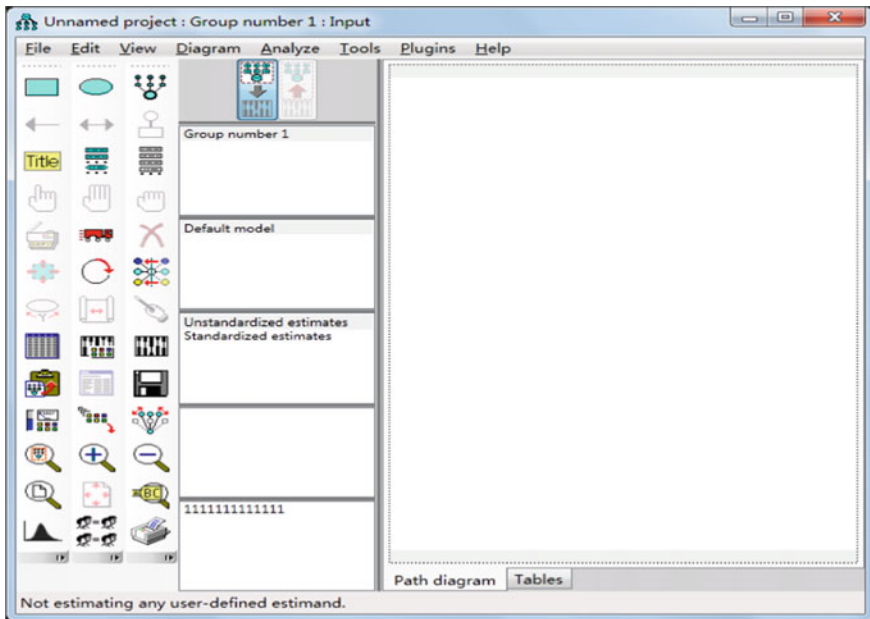 Unnamed project : Group number 1 : Input
File Edit View Diagram Analyze Tools Plugins Help
Title
Group number 1
Default model
Unstandardized estimates
Standardized estimates
ABC
1111111111111
Path diagram Tables
Not estimating any user-defined estimand.